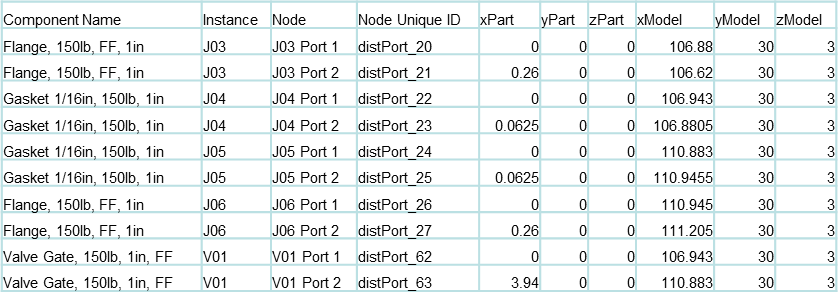 Component Name Instance Node Node Unique ID xPart yPart zPart xModel yModel zModel
Flange, 150lb, FF, 1in J03 J03 Port 1 distPort_20 0 0 0 106.88 30 3
Flange, 150lb, FF, 1in J03 J03 Port 2 distPort_21 0.26 0 0 106.62 30 3
Gasket 1/16in, 150lb, 1in J04 J04 Port 1 distPort_22 0 0 0 106.943 30 3
Gasket 1/16in, 150lb, 1in J04 J04 Port 2 distPort_23 0.0625 0 0 106.8805 30 3
Gasket 1/16in, 150lb, 1in J05 J05 Port 1 distPort_24 0 0 0 110.883 30 3
Gasket 1/16in, 150lb, 1in J05 J05 Port 2 distPort_25 0.0625 0 0 110.9455 30 3
Flange, 150lb, FF, 1in J06 J06 Port 1 distPort_26 0 0 0 110.945 30 3
Flange, 150lb, FF, 1in J06 J06 Port 2 distPort_27 0.26 0 0 111.205 30 3
Valve Gate, 150lb, 1in, FF V01 V01 Port 1 distPort_62 0 0 0 106.943 30 3
Valve Gate, 150lb, 1in, FF V01 V01 Port 2 distPort_63 3.94 0 0 110.883 30 3